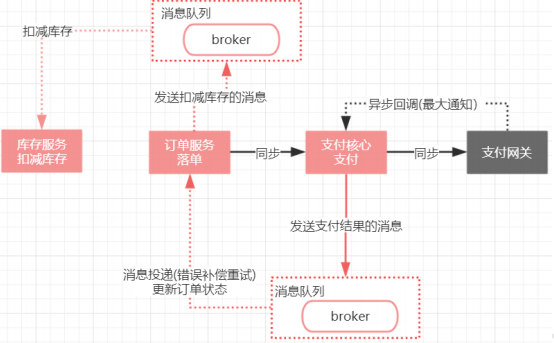 消息队列
broker
扣减库存
发送扣减库存的消息
异步回调(最大通知)
库存服务
扣减库存
订单服务
落单
同步
支付核心
支付
同步
支付网关
发送支付结果的消息
消息投递(错误补偿重试)
更新订单状态
消息队列
broker